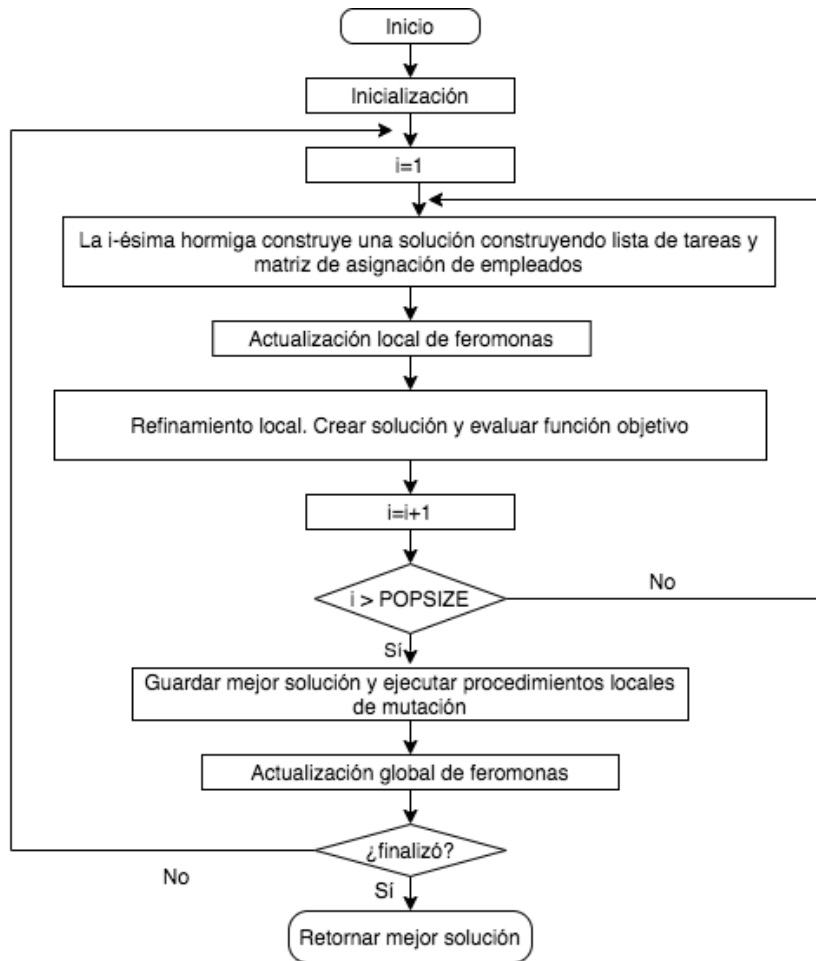 Inicio
Inicialización
i=1
La i-ésima hormiga construye una solución construyendo lista de tareas y
matriz de asignación de empleados
Actualización local de feromonas
Refinamiento local. Crear solución y evaluar función objetivo
i=i+1
i > POPSIZE
No
Sí
Guardar mejor solución y ejecutar procedimientos locales
de mutación
Actualización global de feromonas
¿finalizó?
No
Sí
Retornar mejor solución